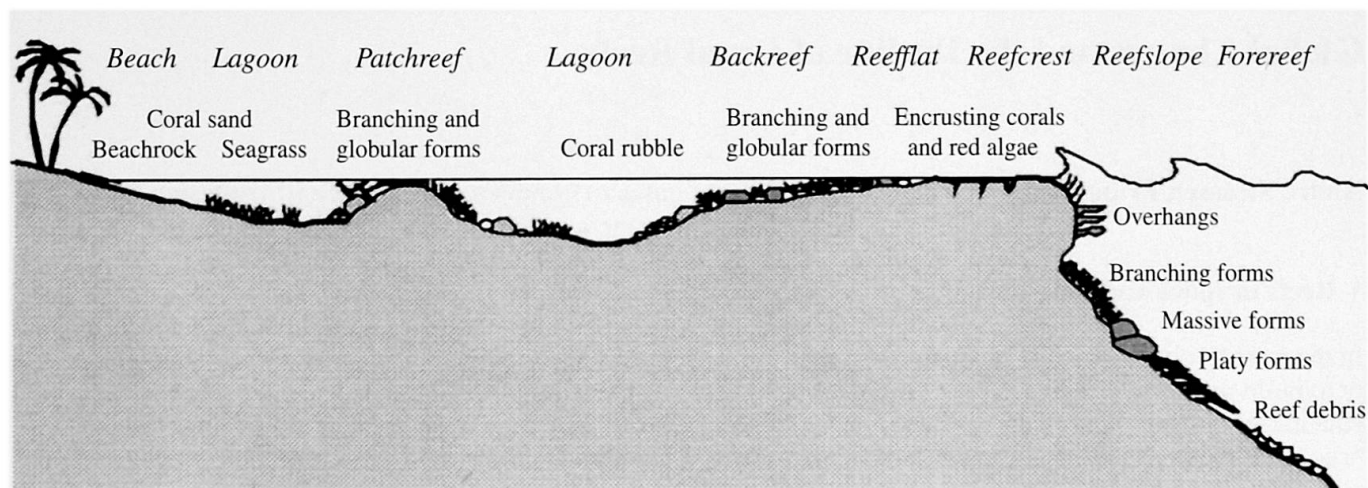 Beach Lagoon Patchreef Lagoon Backreef Reefflat Reefcrest Reefslope Forereef
Coral sand
Beachrock Seagrass
Branching and
globular forms
Coral rubble
Branching and
globular forms
Encrusting corals
and red algae
Overhangs
Branching forms
Massive forms
Platy forms
Reef debris